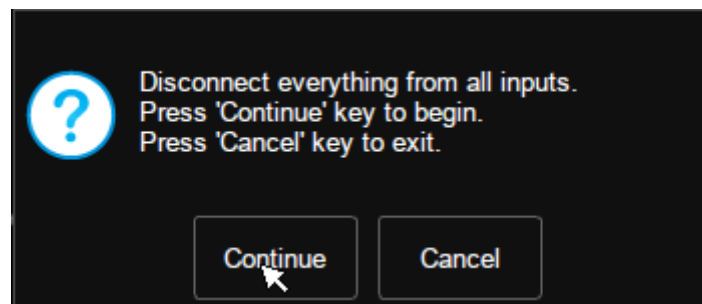 Disconnect everything from all inputs.
Press 'Continue' key to begin.
Press 'Cancel' key to exit.
Continue
Cancel